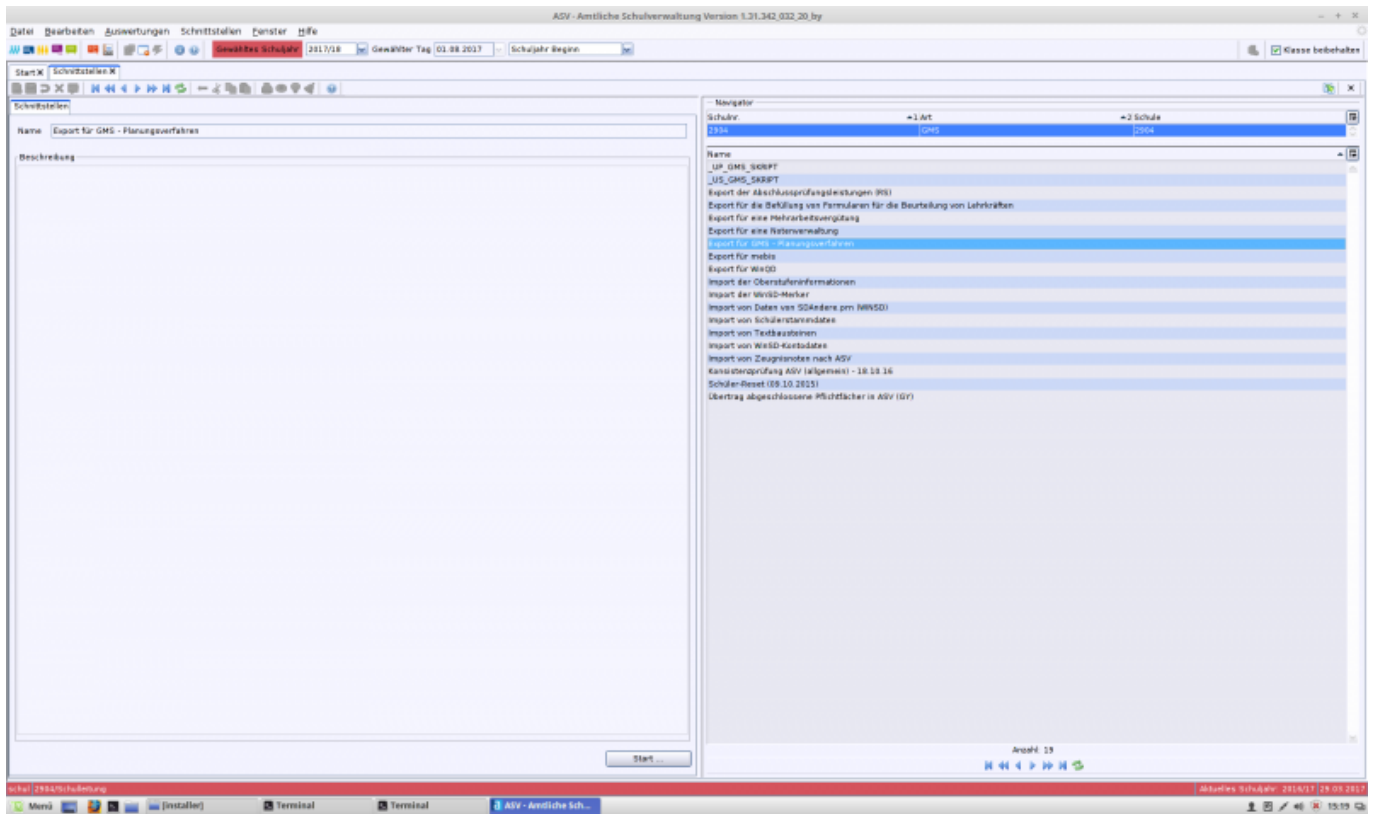 ASV - Amtliche Schulverwaltung Version 1.31.342_032_20_by
Datei Bearbeiten Auswertungen Schnittstellen Fenster Hilfe
Gewähltes Schuljahr 2017/18 Gewählter Tag 01.08.2017 Schuljahr Beginn Klasse beibehalten
Start Schnittstellen
Schnittstellen
Name Export für GMS - Planungsverfahren
Beschreibung
Start ...
Navigator
Schulnr. 1 Art 2 Schule
2904 GMS 2904
Name
_UP_GMS_SKRIPT
_US_GMS_SKRIPT
Export der Abschlussprüfungsleistungen (RS)
Export für die Befüllung von Formularen für die Beurteilung von Lehrkräften
Export für eine Mehrarbeitsvergütung
Export für eine Notenverwaltung
Export für GMS - Planungsverfahren
Export für mebis
Export für WinQD
Import der Oberstufeninformationen
Import der WinSD-Merker
Import von Daten von SDAndere.prn (WINSD)
Import von Schülerstammdaten
Import von Textbausteinen
Import von WinSD-Kontodaten
Import von Zeugnisnoten nach ASV
Konsistenzprüfung ASV (allgemein) - 18.10.16
Schüler-Reset (09.10.2015)
Übertrag abgeschlossene Pflichtfächer in ASV (GY)
Anzahl: 19
schul 2904/Schulleitung Aktuelles Schuljahr: 2016/17 29.03.2017
Menü [installer] Terminal Terminal ASV - Amtliche Sch... 15:19